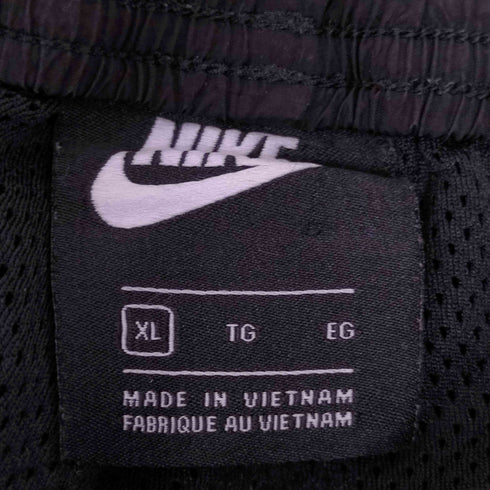 NIKE
XL TG EG
MADE IN VIETNAM
FABRIQUE AU VIETNAM